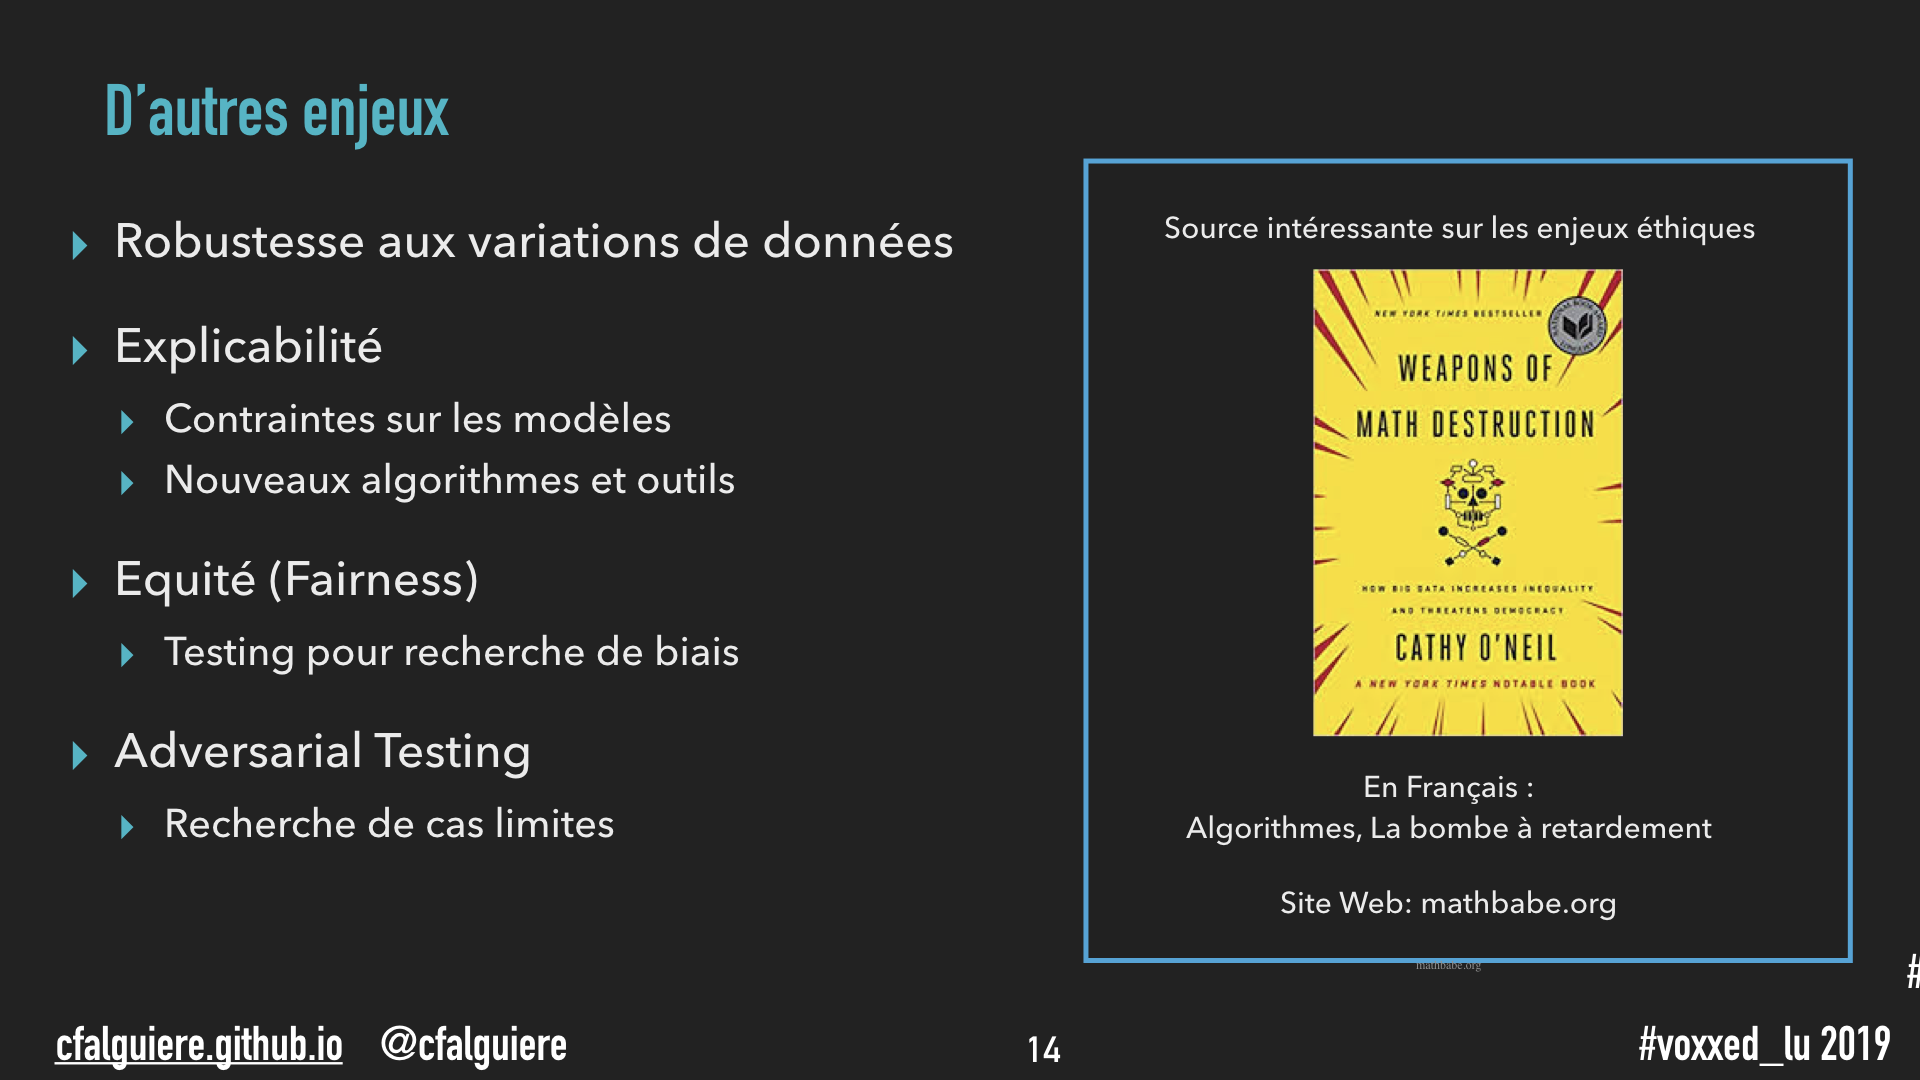 D’autres enjeux
Robustesse aux variations de données
Explicabilité
Contraintes sur les modèles
Nouveaux algorithmes et outils
Equité (Fairness)
Testing pour recherche de biais
Adversarial Testing
Recherche de cas limites
Source intéressante sur les enjeux éthiques
NEW YORK TIMES BESTSELLER
NATIONAL BOOK AWARD
LONGLIST
WEAPONS OF
MATH DESTRUCTION
HOW BIG DATA INCREASES INEQUALITY
AND THREATENS DEMOCRACY
CATHY O'NEIL
A NEW YORK TIMES NOTABLE BOOK
En Français :
Algorithmes, La bombe à retardement
Site Web: mathbabe.org
mathbabe.org
#
cfalguiere.github.io @cfalguiere
14
#voxxed_lu 2019